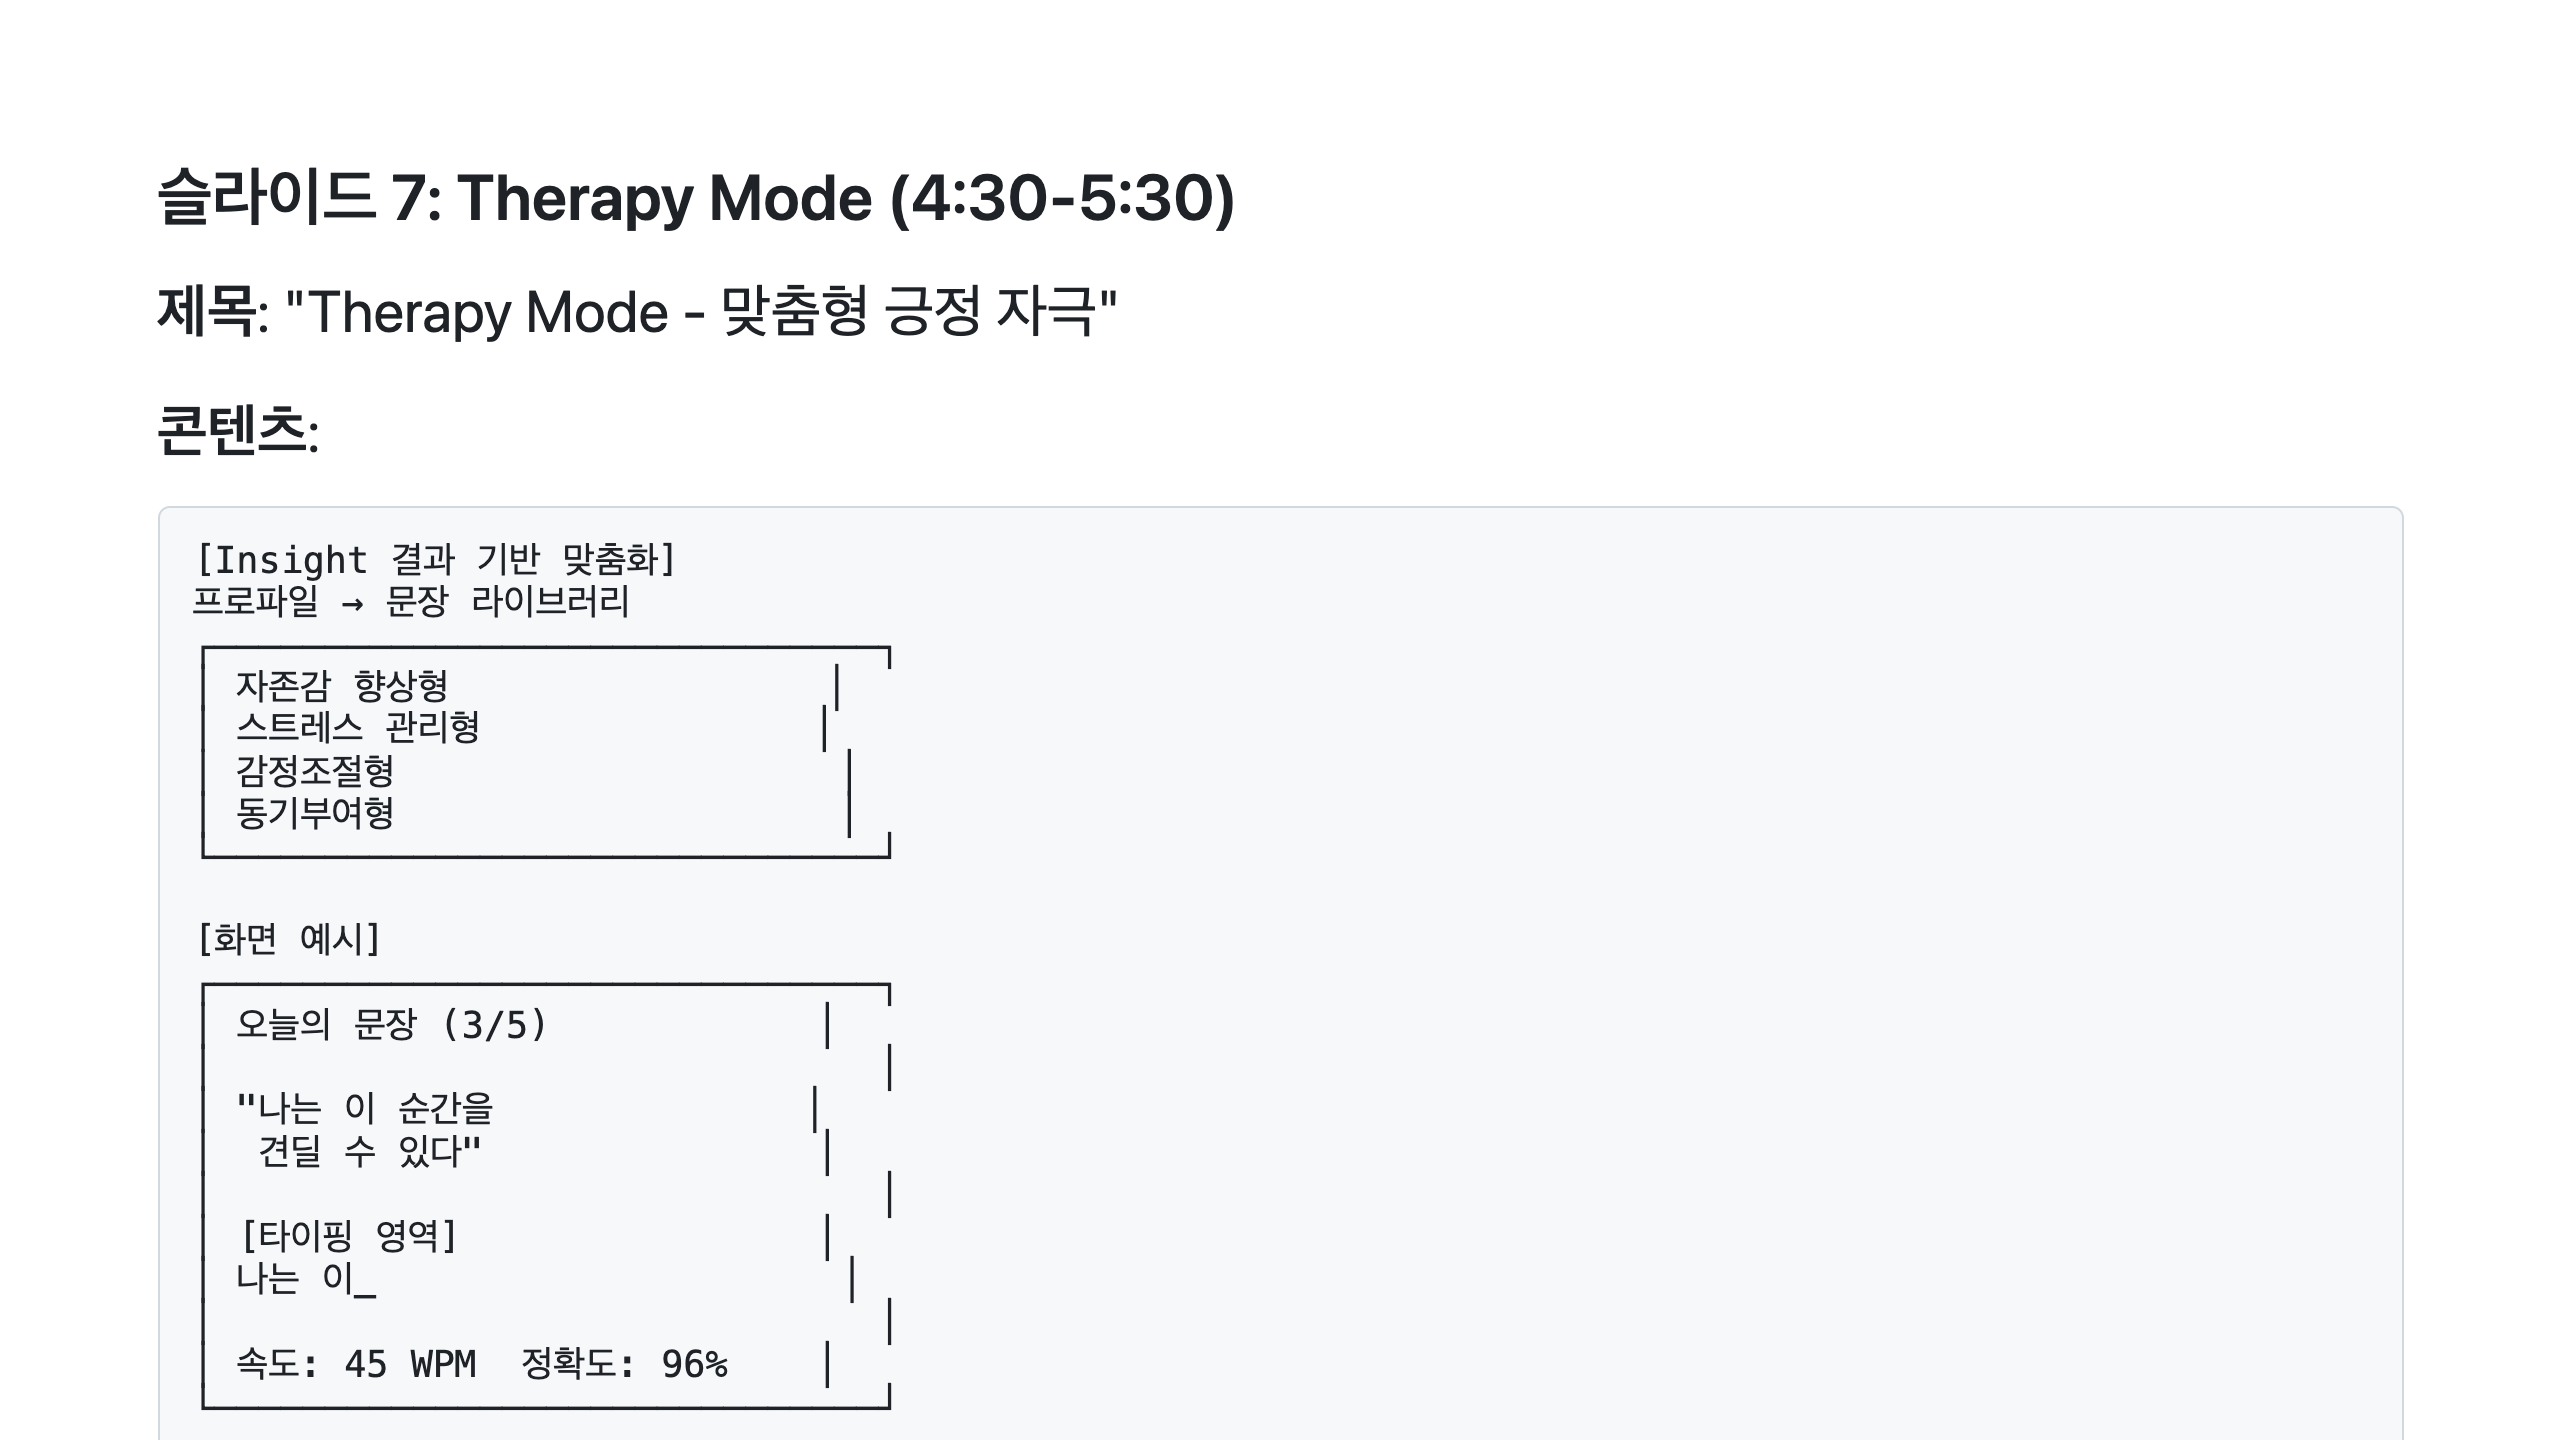 슬라이드 7: Therapy Mode (4:30-5:30)
제목: "Therapy Mode - 맞춤형 긍정 자극"
콘텐츠:
[Insight 결과 기반 맞춤화]
프로파일 → 문장 라이브러리
자존감 향상형
스트레스 관리형
감정조절형
동기부여형
[화면 예시]
오늘의 문장 (3/5)
"나는 이 순간을
견딜 수 있다"
[타이핑 영역]
나는 이_
속도: 45 WPM  정확도: 96%